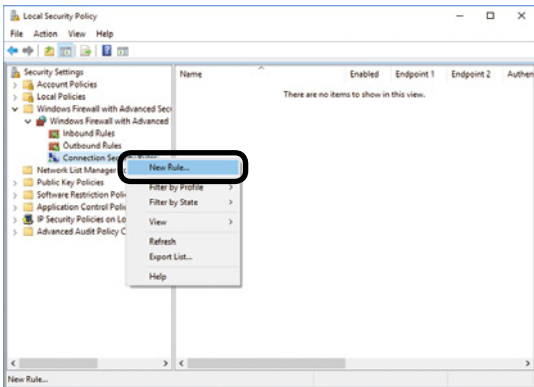 Local Security Policy
File Action View Help
Security Settings
Account Policies
Local Policies
Windows Firewall with Advanced Secu
Windows Firewall with Advanced
Inbound Rules
Outbound Rules
Connection Security Rules
Network List Manager
Public Key Policies
Software Restriction Poli
Application Control Polic
IP Security Policies on Lo
Advanced Audit Policy C
Name Enabled Endpoint 1 Endpoint 2 Authen
There are no items to show in this view.
New Rule...
Filter by Profile
Filter by State
View
Refresh
Export List...
Help
New Rule...